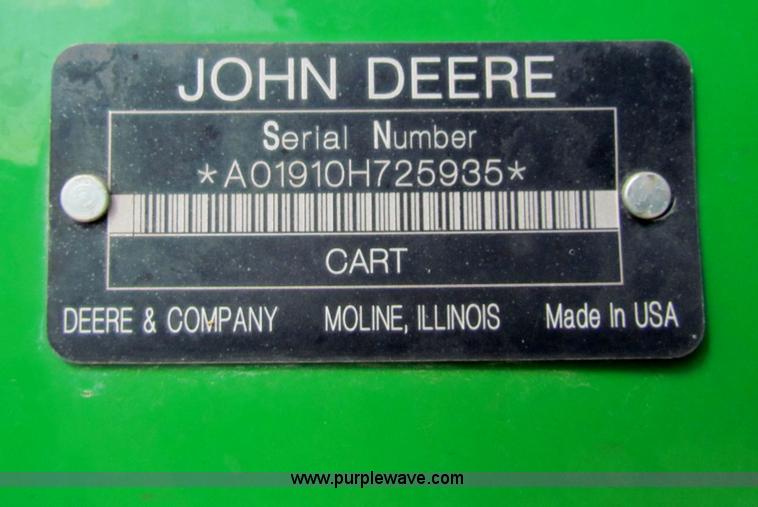 JOHN DEERE
Serial Number
*A01910H725935*
CART
DEERE & COMPANY MOLINE, ILLINOIS Made In USA
www.purplewave.com